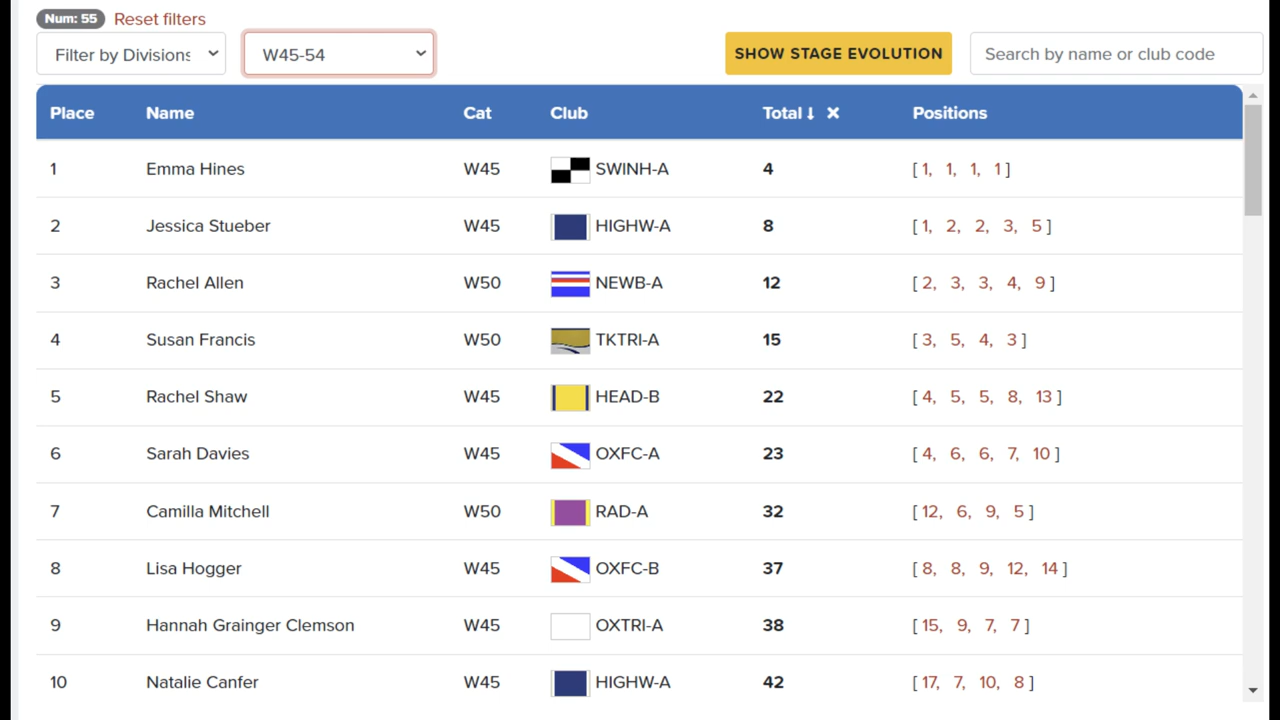 Num: 55 Reset filters
Filter by Divisions W45-54 SHOW STAGE EVOLUTION Search by name or club code
Place Name Cat Club Total ↓ ✕ Positions
1 Emma Hines W45 SWINH-A 4 [ 1, 1, 1, 1 ]
2 Jessica Stueber W45 HIGHW-A 8 [ 1, 2, 2, 3, 5 ]
3 Rachel Allen W50 NEWB-A 12 [ 2, 3, 3, 4, 9 ]
4 Susan Francis W50 TKTRI-A 15 [ 3, 5, 4, 3 ]
5 Rachel Shaw W45 HEAD-B 22 [ 4, 5, 5, 8, 13 ]
6 Sarah Davies W45 OXFC-A 23 [ 4, 6, 6, 7, 10 ]
7 Camilla Mitchell W50 RAD-A 32 [ 12, 6, 9, 5 ]
8 Lisa Hogger W45 OXFC-B 37 [ 8, 8, 9, 12, 14 ]
9 Hannah Grainger Clemson W45 OXTRI-A 38 [ 15, 9, 7, 7 ]
10 Natalie Canfer W45 HIGHW-A 42 [ 17, 7, 10, 8 ]